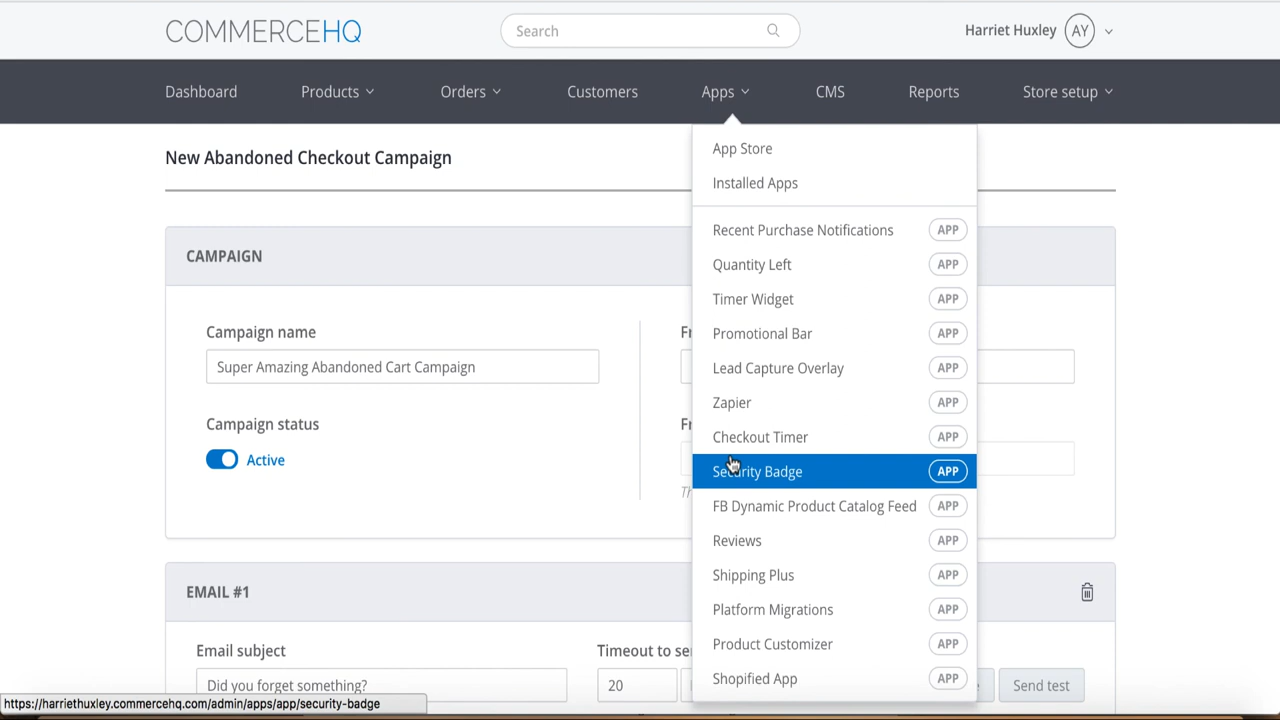 COMMERCEHQ
Search
Harriet Huxley AY
Dashboard Products Orders Customers Apps CMS Reports Store setup
New Abandoned Checkout Campaign
App Store
Installed Apps
Recent Purchase Notifications APP
Quantity Left APP
Timer Widget APP
Promotional Bar APP
Lead Capture Overlay APP
Zapier APP
Checkout Timer APP
Security Badge APP
FB Dynamic Product Catalog Feed APP
Reviews APP
Shipping Plus APP
Platform Migrations APP
Product Customizer APP
Shopified App APP
CAMPAIGN
Campaign name
Super Amazing Abandoned Cart Campaign
Campaign status
Active
EMAIL #1
Email subject Timeout to
Did you forget something? 20 Send test
https://harriethuxley.commercehq.com/admin/apps/app/security-badge